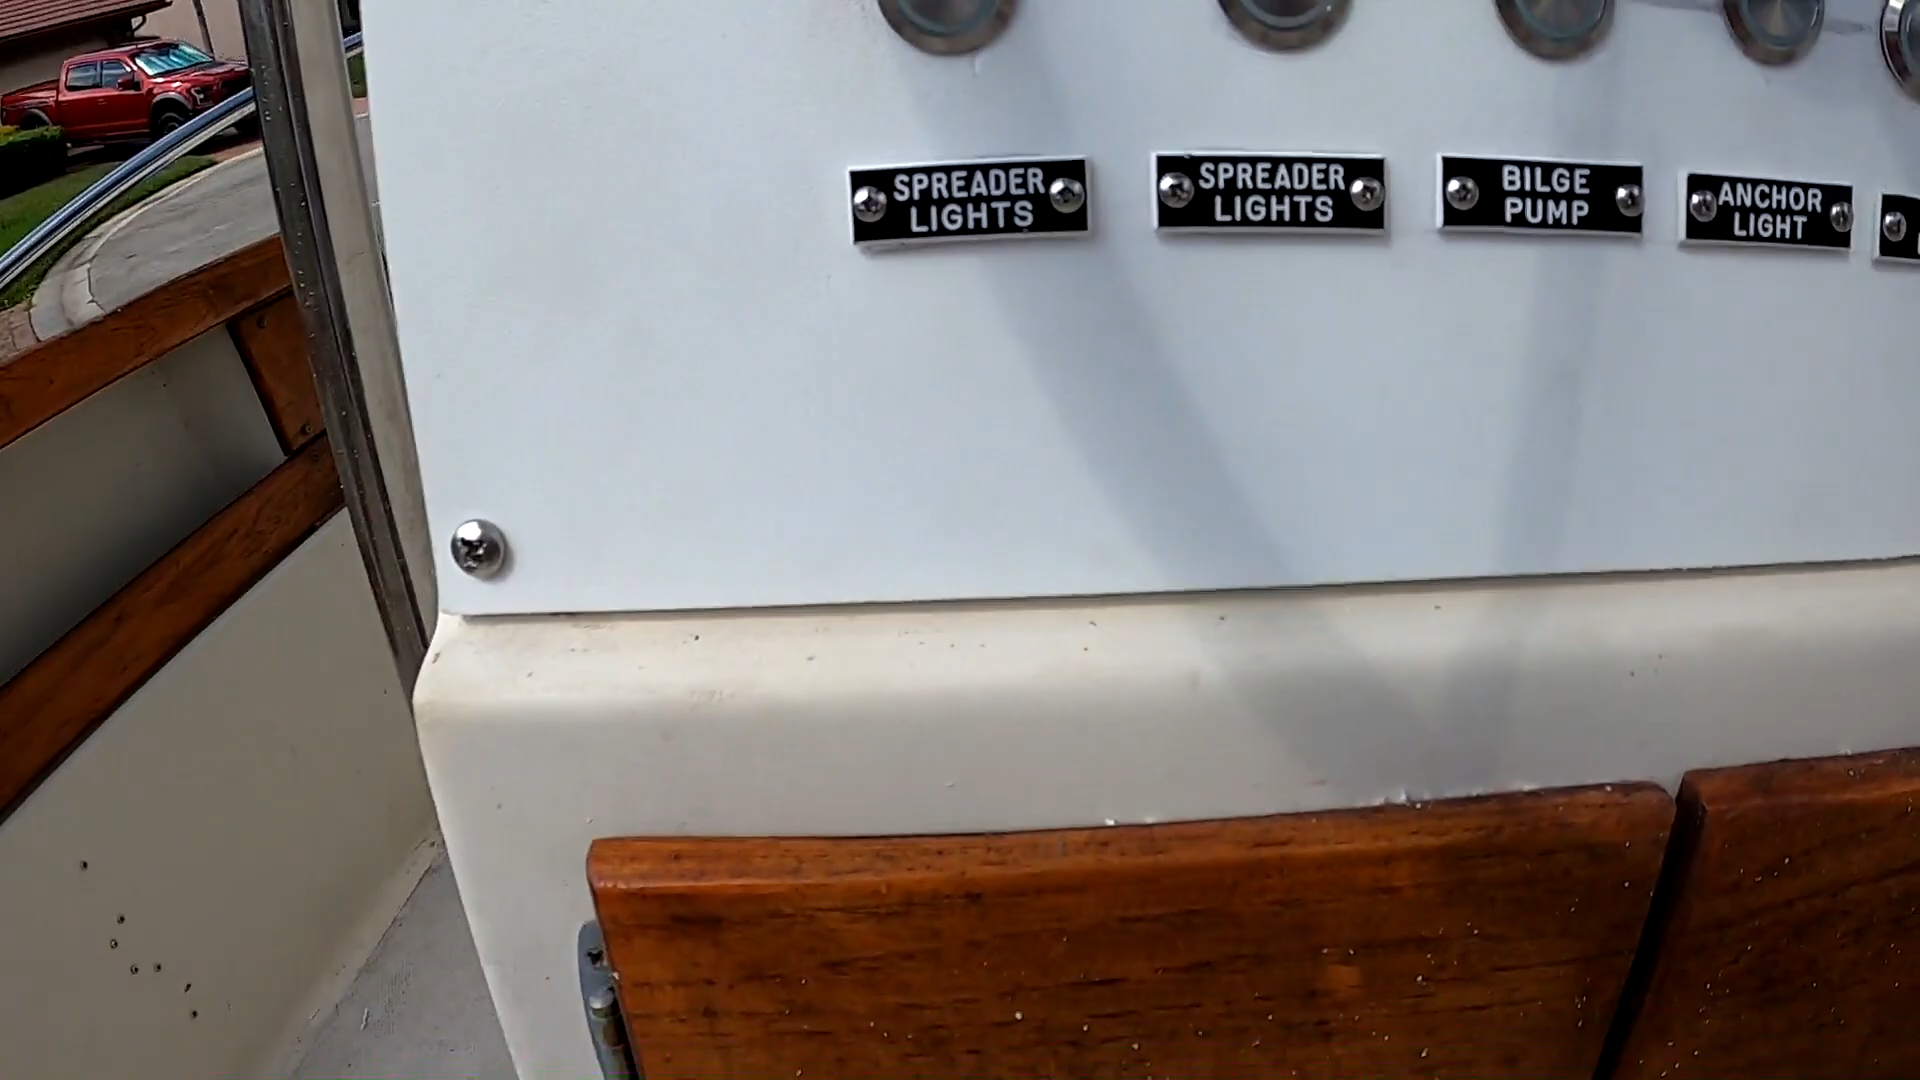 SPREADER
LIGHTS
SPREADER
LIGHTS
BILGE
PUMP
ANCHOR
LIGHT